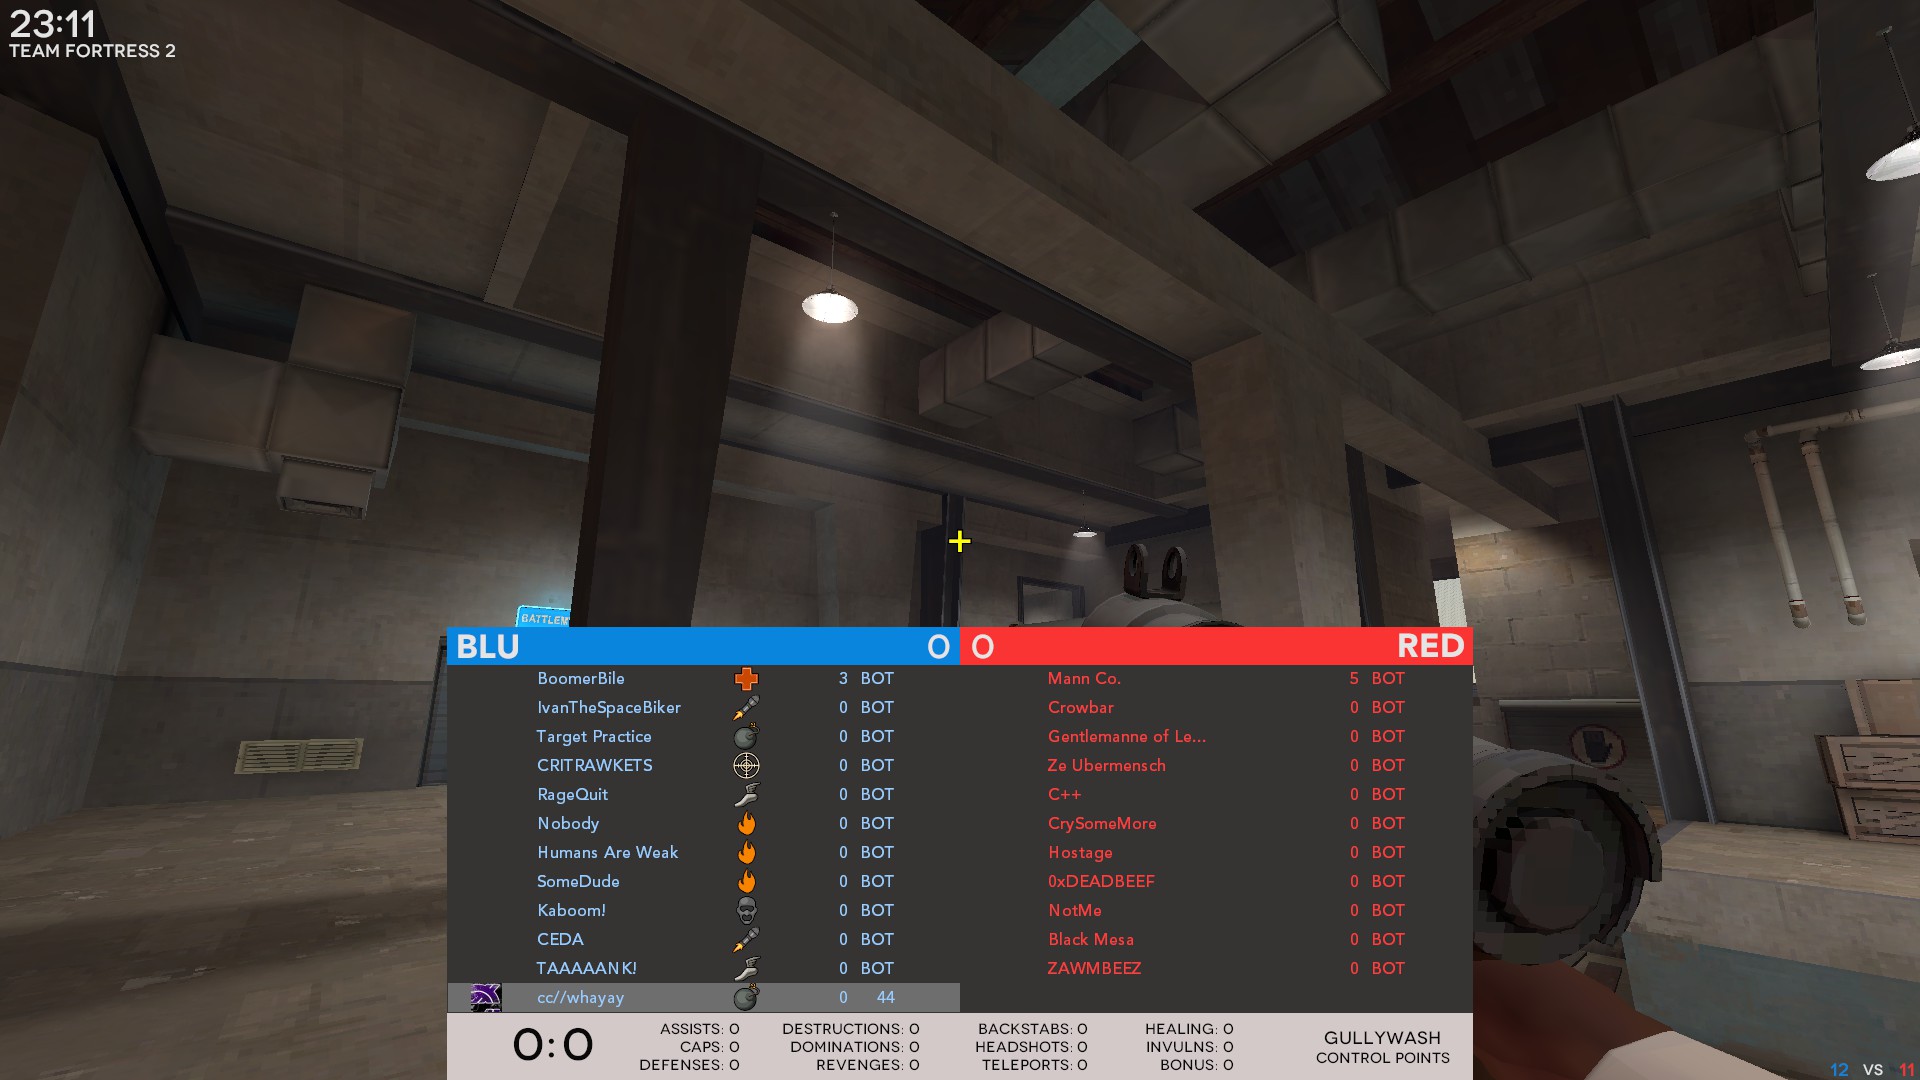 23:11
TEAM FORTRESS 2
BATTLEM
BLU 0 0 RED
BoomerBile 3 BOT Mann Co. 5 BOT
IvanTheSpaceBiker 0 BOT Crowbar 0 BOT
Target Practice 0 BOT Gentlemanne of Le... 0 BOT
CRITRAWKETS 0 BOT Ze Ubermensch 0 BOT
RageQuit 0 BOT C++ 0 BOT
Nobody 0 BOT CrySomeMore 0 BOT
Humans Are Weak 0 BOT Hostage 0 BOT
SomeDude 0 BOT 0xDEADBEEF 0 BOT
Kaboom! 0 BOT NotMe 0 BOT
CEDA 0 BOT Black Mesa 0 BOT
TAAAAANK! 0 BOT ZAWMBEEZ 0 BOT
cc//whayay 0 44
0:0
ASSISTS: 0 DESTRUCTIONS: 0 BACKSTABS: 0 HEALING: 0
CAPS: 0 DOMINATIONS: 0 HEADSHOTS: 0 INVULNS: 0
DEFENSES: 0 REVENGES: 0 TELEPORTS: 0 BONUS: 0
GULLYWASH
CONTROL POINTS
12 VS 11